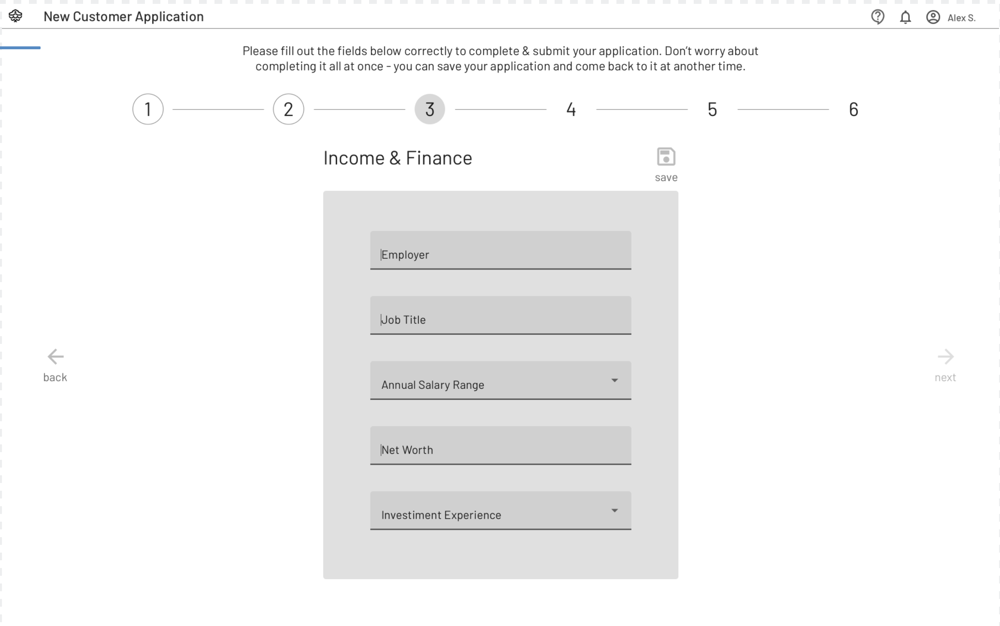 New Customer Application
Alex S.
Please fill out the fields below correctly to complete & submit your application. Don’t worry about
completing it all at once - you can save your application and come back to it at another time.
1 2 3 4 5 6
Income & Finance
save
Employer
Job Title
Annual Salary Range
Net Worth
Investiment Experience
back
next